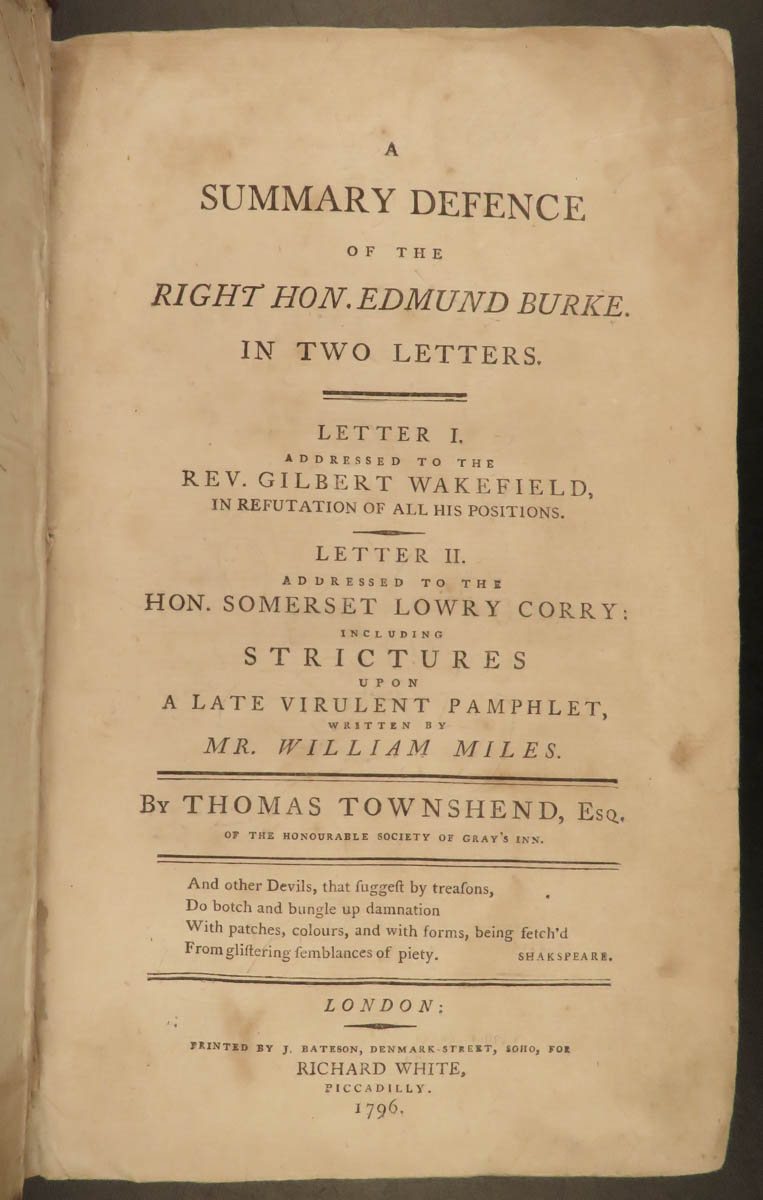 A
SUMMARY DEFENCE
OF THE
RIGHT HON. EDMUND BURKE.
IN TWO LETTERS.
LETTER I.
ADDRESSED TO THE
REV. GILBERT WAKEFIELD,
IN REFUTATION OF ALL HIS POSITIONS.
LETTER II.
ADDRESSED TO THE
HON. SOMERSET LOWRY CORRY;
INCLUDING
STRICTURES
UPON
A LATE VIRULENT PAMPHLET,
WRITTEN BY
MR. WILLIAM MILES.
BY THOMAS TOWNSHEND, ESQ.
OF THE HONOURABLE SOCIETY OF GRAY'S INN.
And other Devils, that ſuggeſt by treaſons,
Do botch and bungle up damnation
With patches, colours, and with forms, being fetch'd
From gliſtering ſemblances of piety. SHAKSPEARE.
LONDON:
PRINTED BY J. BATESON, DENMARK-STREET, SOHO, FOR
RICHARD WHITE,
PICCADILLY.
1796.